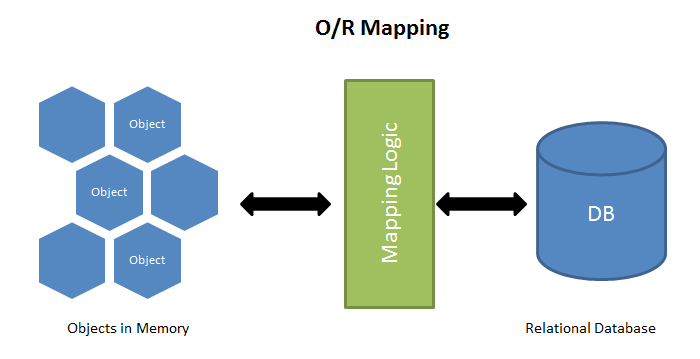 O/R Mapping
Object
Object
Object
Mapping Logic
DB
Objects in Memory
Relational Database